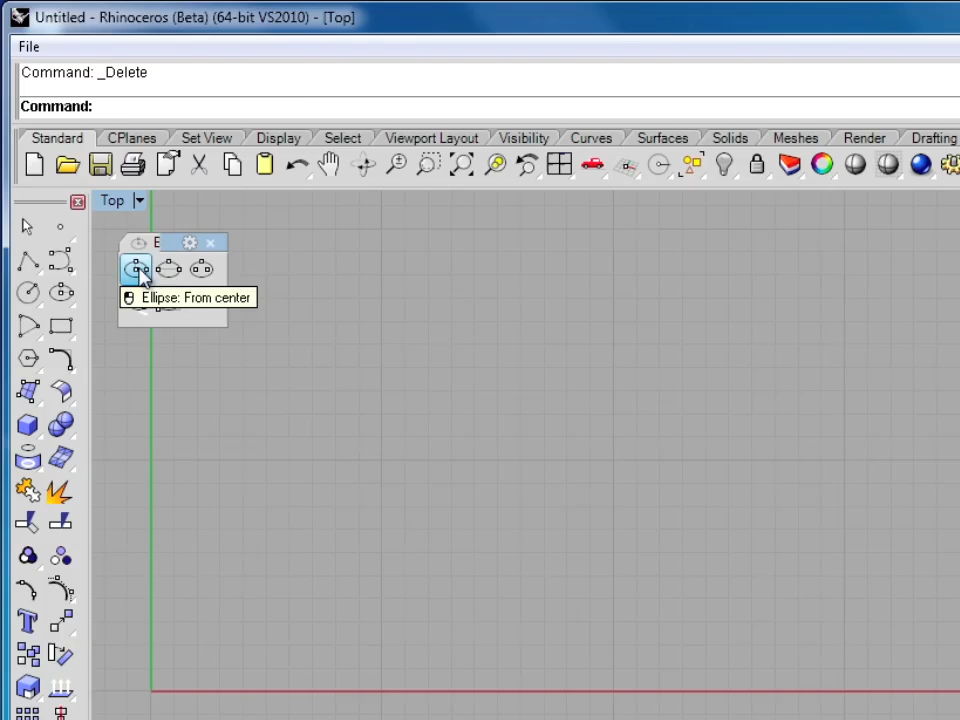 Untitled - Rhinoceros (Beta) (64-bit VS2010) - [Top]
File
Command: _Delete
Command:
Standard CPlanes Set View Display Select Viewport Layout Visibility Curves Surfaces Solids Meshes Render Drafting
Top
E
Ellipse: From center